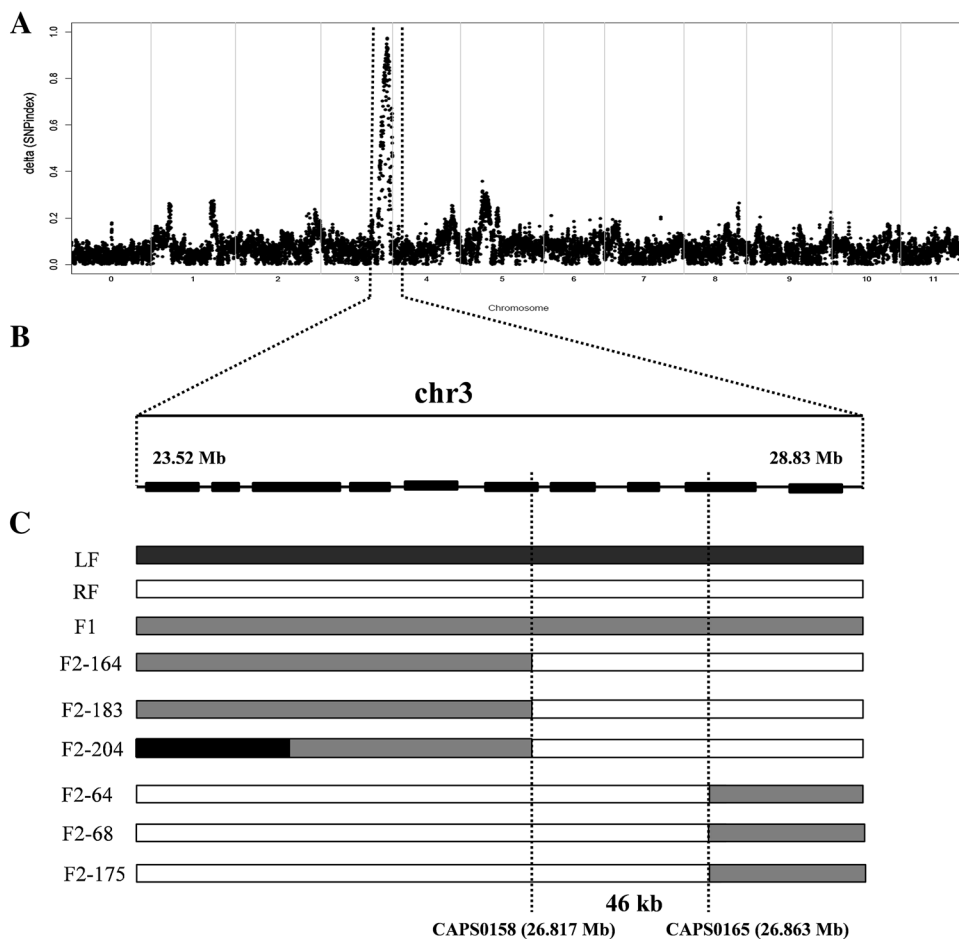 A
delta (SNPindex)
1.0
0.8
0.6
0.4
0.2
0.0
0 1 2 3 4 5 6 7 8 9 10 11
Chromosome
B
chr3
23.52 Mb 28.83 Mb
C
LF
RF
F1
F2-164
F2-183
F2-204
F2-64
F2-68
F2-175
46 kb
CAPS0158 (26.817 Mb) CAPS0165 (26.863 Mb)